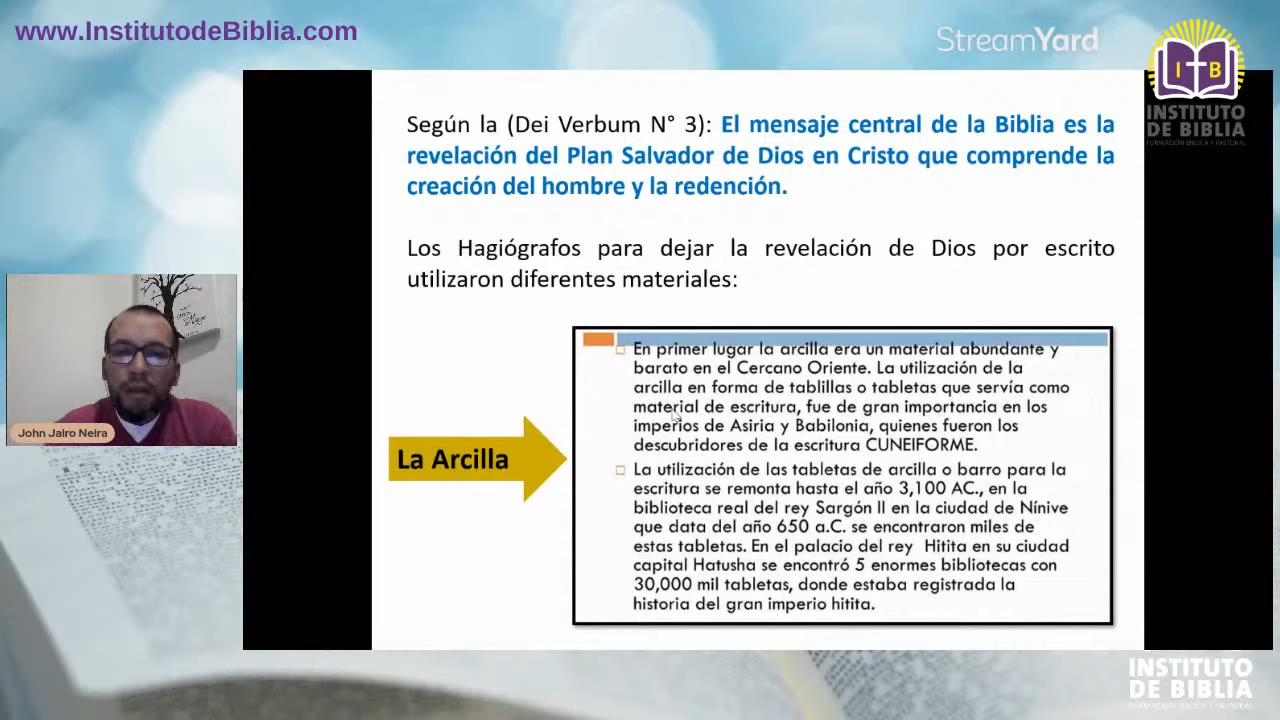 www.InstitutodeBiblia.com
StreamYard
I B
INSTITUTO
DE BIBLIA
FORMACIÓN BÍBLICA Y PASTORAL
Según la (Dei Verbum N° 3): El mensaje central de la Biblia es la
revelación del Plan Salvador de Dios en Cristo que comprende la
creación del hombre y la redención.
Los Hagiógrafos para dejar la revelación de Dios por escrito
utilizaron diferentes materiales:
La Arcilla
En primer lugar la arcilla era un material abundante y
barato en el Cercano Oriente. La utilización de la
arcilla en forma de tablillas o tabletas que servía como
material de escritura, fue de gran importancia en los
imperios de Asiria y Babilonia, quienes fueron los
descubridores de la escritura CUNEIFORME.
La utilización de las tabletas de arcilla o barro para la
escritura se remonta hasta el año 3,100 AC., en la
biblioteca real del rey Sargón II en la ciudad de Nínive
que data del año 650 a.C. se encontraron miles de
estas tabletas. En el palacio del rey Hitita en su ciudad
capital Hatusha se encontró 5 enormes bibliotecas con
30,000 mil tabletas, donde estaba registrada la
historia del gran imperio hitita.
John Jairo Neira
INSTITUTO
DE BIBLIA
FORMACIÓN BÍBLICA Y PASTORAL